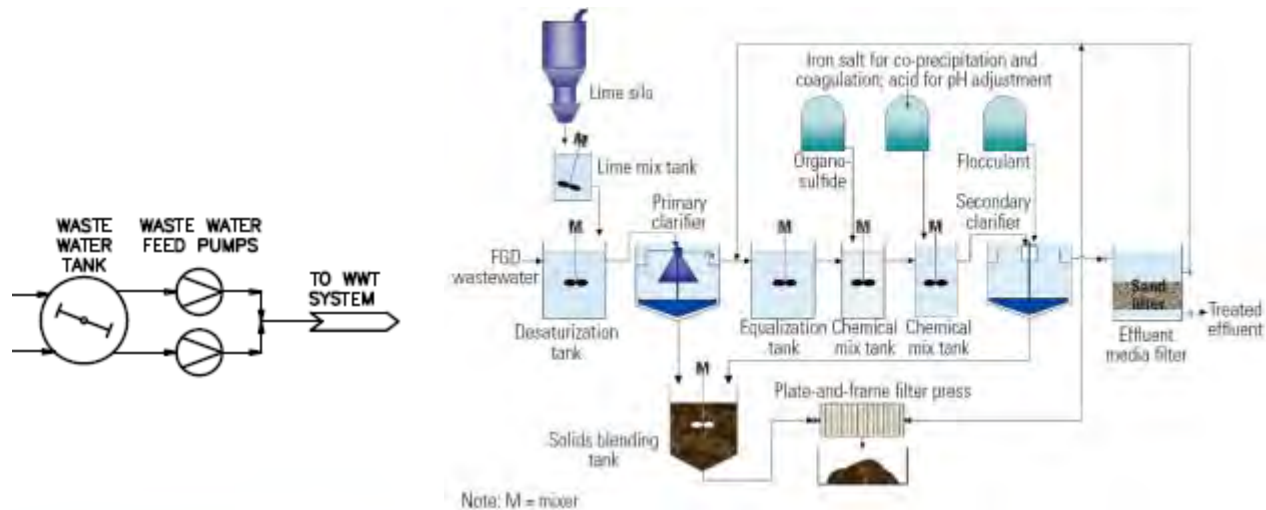 WASTE
WATER
TANK
WASTE WATER
FEED PUMPS
TO WWT
SYSTEM
Lime silo
M
Lime mix tank
Iron salt for co-precipitation and
coagulation; acid for pH adjustment
Organo-
sulfide
Flocculant
Primary
clarifier
Secondary
clarifier
M
M
M
M
FGD
wastewater
Sand
filter
Treated
effluent
Desaturization
tank
Equalization
tank
Chemical
mix tank
Chemical
mix tank
Effluent
media filter
M
Plate-and-frame filter press
Solids blending
tank
Note: M = mixer